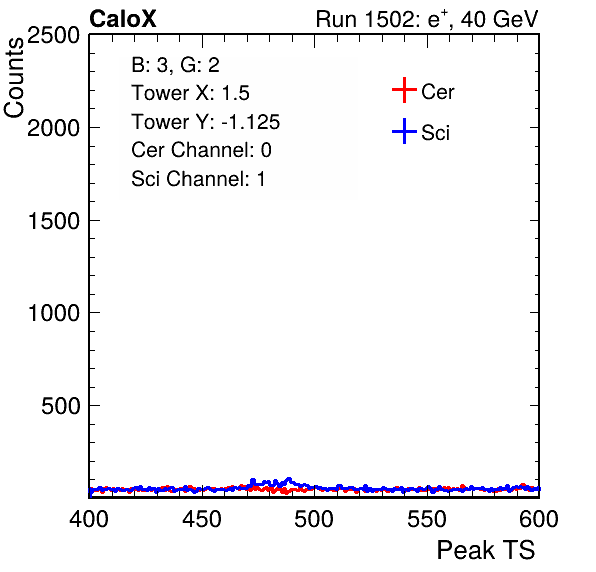 CaloX Run 1502: e⁺, 40 GeV
Counts
2500
2000
1500
1000
500
B: 3, G: 2
Tower X: 1.5
Tower Y: -1.125
Cer Channel: 0
Sci Channel: 1
Cer
Sci
400 450 500 550 600
Peak TS